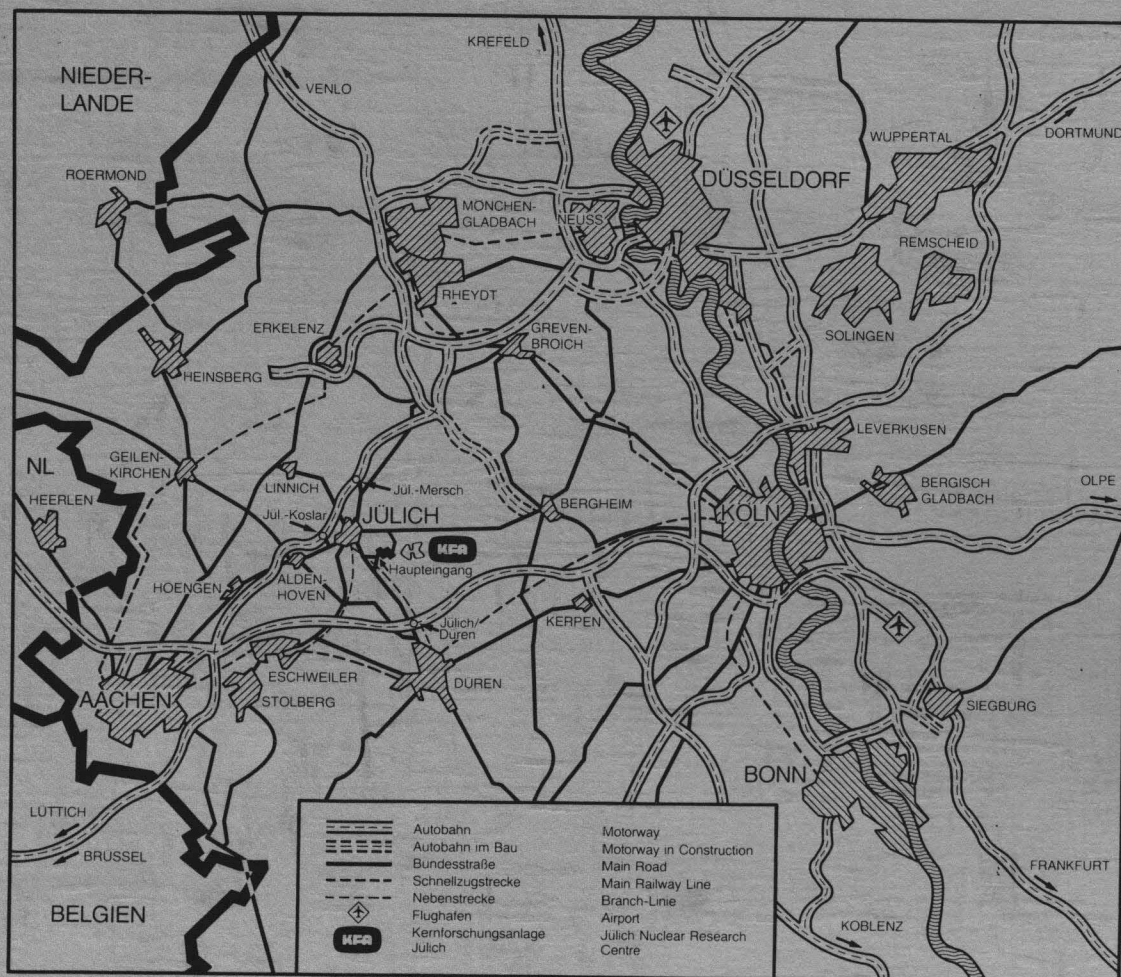 KREFELD
NIEDER-
LANDE
VENLO
WUPPERTAL
DORTMUND
ROERMOND
DÜSSELDORF
MÖNCHEN-
GLADBACH
NEUSS
REMSCHEID
RHEYDT
SOLINGEN
ERKELENZ
GREVEN-
BROICH
HEINSBERG
LEVERKUSEN
NL
GEILEN-
KIRCHEN
HEERLEN
LINNICH
Jül.-Mersch
BERGHEIM
BERGISCH
GLADBACH
OLPE
Jül.-Koslar
JÜLICH
KÖLN
KFA
Haupteingang
HOENGEN
ALDEN-
HOVEN
KERPEN
Jülich/
Düren
ESCHWEILER
DÜREN
AACHEN
STOLBERG
SIEGBURG
BONN
LÜTTICH
BRÜSSEL
BELGIEN
FRANKFURT
KOBLENZ
Autobahn Motorway
Autobahn im Bau Motorway in Construction
Bundesstraße Main Road
Schnellzugstrecke Main Railway Line
Nebenstrecke Branch-Linie
Flughafen Airport
KFA Kernforschungsanlage Jülich Nuclear Research
Jülich Centre